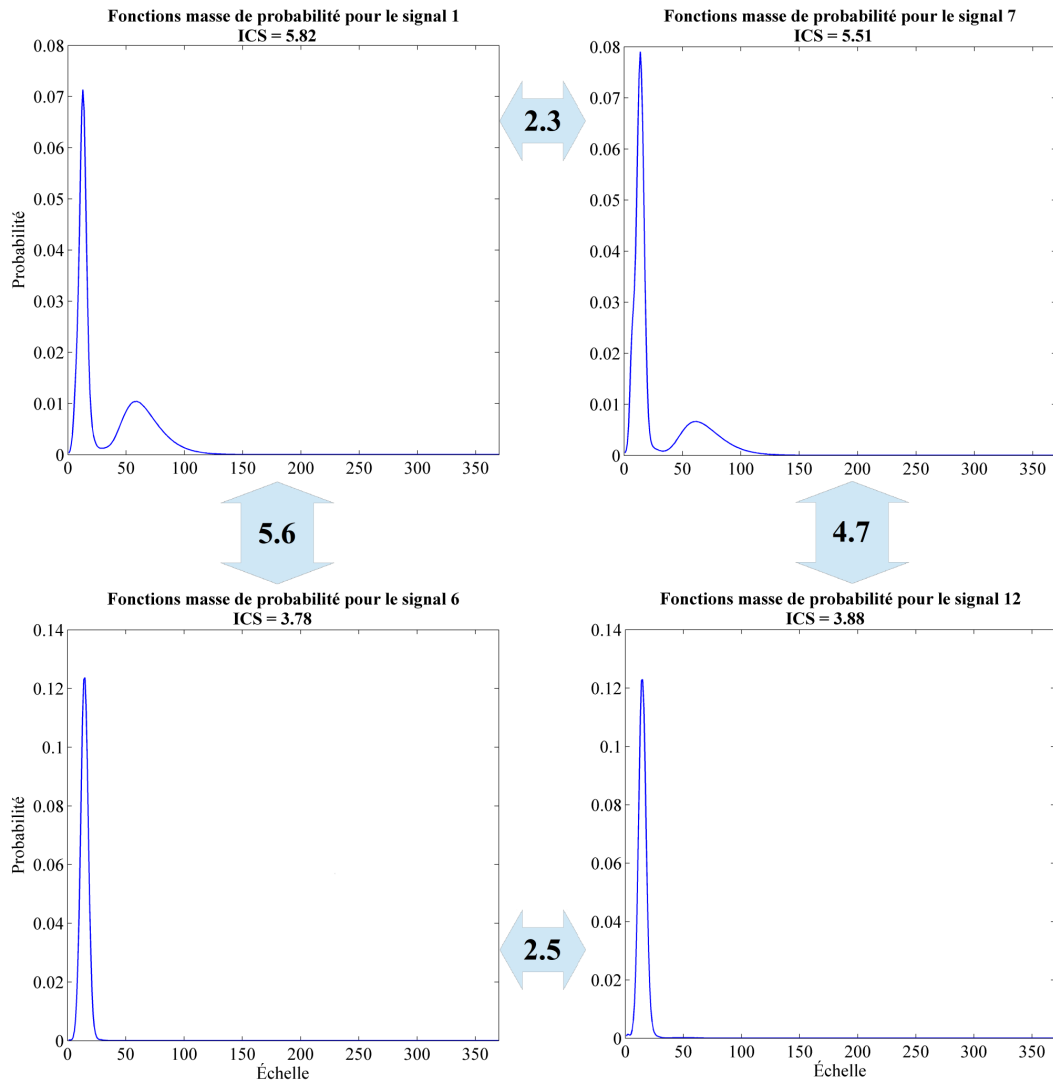 Fonctions masse de probabilité pour le signal 1
ICS = 5.82
0.08
0.07
0.06
0.05
0.04
0.03
0.02
0.01
0
Probabilité
0 50 100 150 200 250 300 350
2.3
Fonctions masse de probabilité pour le signal 7
ICS = 5.51
0.08
0.07
0.06
0.05
0.04
0.03
0.02
0.01
0
0 50 100 150 200 250 300 350
5.6
4.7
Fonctions masse de probabilité pour le signal 6
ICS = 3.78
0.14
0.12
0.1
0.08
0.06
0.04
0.02
0
Probabilité
0 50 100 150 200 250 300 350
Échelle
2.5
Fonctions masse de probabilité pour le signal 12
ICS = 3.88
0.14
0.12
0.1
0.08
0.06
0.04
0.02
0
0 50 100 150 200 250 300 350
Échelle